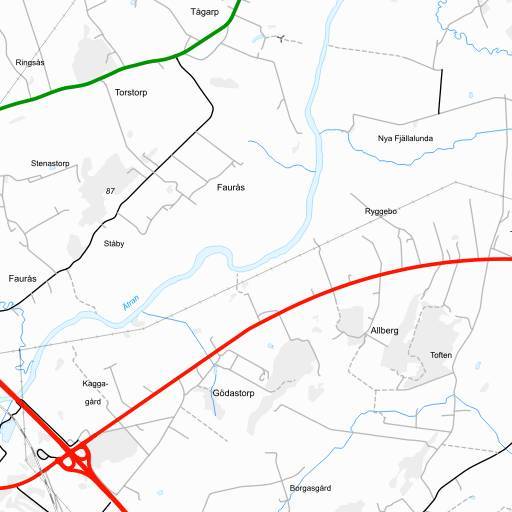 Tågarp
Ringsås
Torstorp
Nya Fjällalunda
Stenastorp
87
Faurås
Ryggebo
Ståby
Faurås
Ätran
Allberg
Toften
Kagga-
gård
Gödastorp
Borgasgård